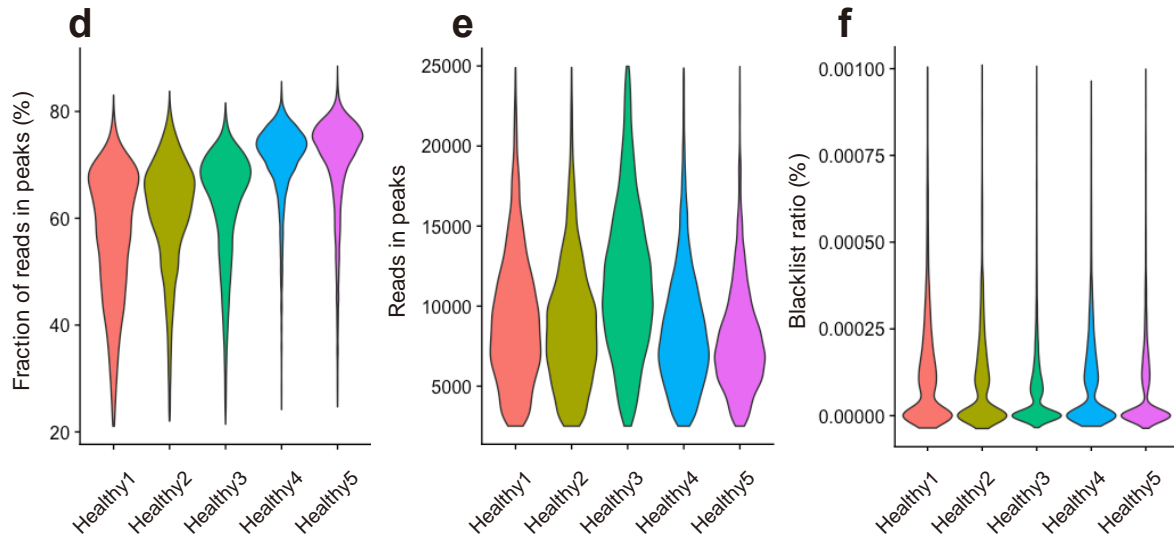 d
Fraction of reads in peaks (%)
80
60
40
20
Healthy1
Healthy2
Healthy3
Healthy4
Healthy5
e
Reads in peaks
25000
20000
15000
10000
5000
Healthy1
Healthy2
Healthy3
Healthy4
Healthy5
f
Blacklist ratio (%)
0.00100
0.00075
0.00050
0.00025
0.00000
Healthy1
Healthy2
Healthy3
Healthy4
Healthy5